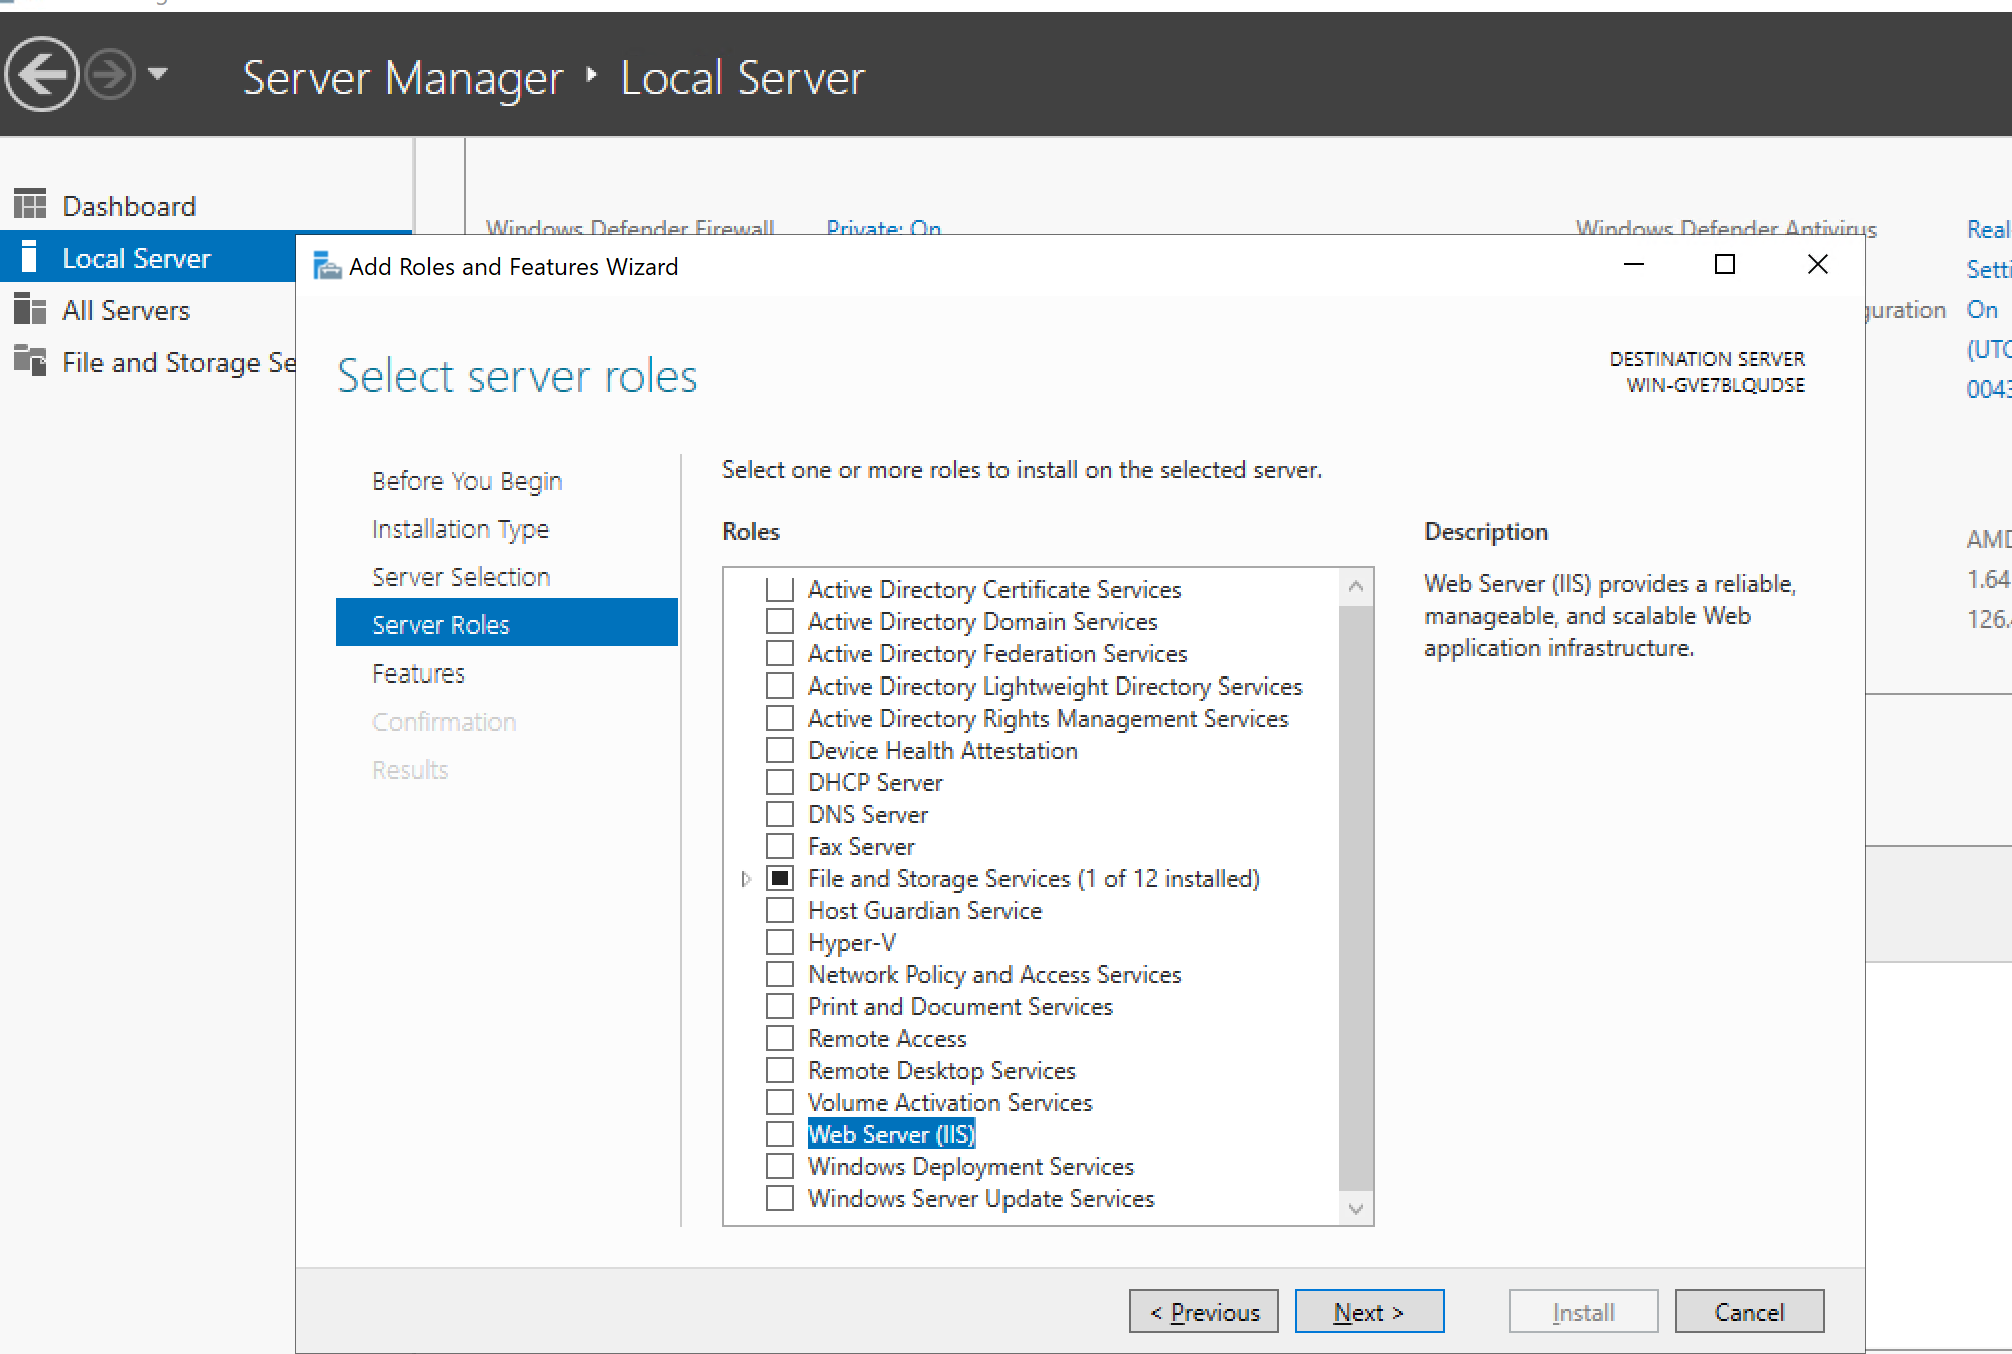 Server Manager ‣ Local Server
Dashboard
Local Server
All Servers
File and Storage Se
Windows Defender Firewall
Private: On
Windows Defender Antivirus
Real
Setti
guration
On
(UTC
0043
AMD
1.64
126.
Add Roles and Features Wizard
Select server roles
DESTINATION SERVER
WIN-GVE7BLQUDSE
Before You Begin
Installation Type
Server Selection
Server Roles
Features
Confirmation
Results
Select one or more roles to install on the selected server.
Roles
Active Directory Certificate Services
Active Directory Domain Services
Active Directory Federation Services
Active Directory Lightweight Directory Services
Active Directory Rights Management Services
Device Health Attestation
DHCP Server
DNS Server
Fax Server
File and Storage Services (1 of 12 installed)
Host Guardian Service
Hyper-V
Network Policy and Access Services
Print and Document Services
Remote Access
Remote Desktop Services
Volume Activation Services
Web Server (IIS)
Windows Deployment Services
Windows Server Update Services
Description
Web Server (IIS) provides a reliable,
manageable, and scalable Web
application infrastructure.
< Previous
Next >
Install
Cancel